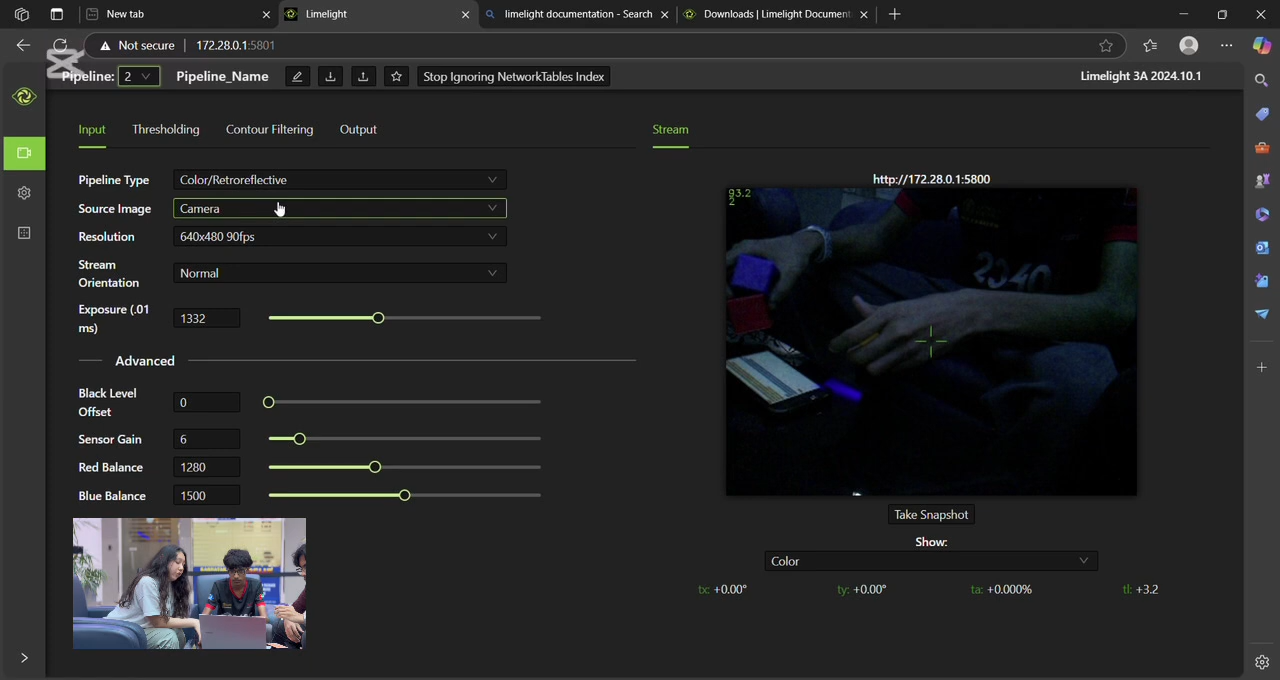 New tab
Limelight
limelight documentation - Search
Downloads | Limelight Document
Not secure
172.28.0.1:5801
Pipeline: 2
Pipeline_Name
Stop Ignoring NetworkTables Index
Limelight 3A 2024.10.1
Input Thresholding Contour Filtering Output
Stream
Pipeline Type Color/Retroreflective
Source Image Camera
Resolution 640x480 90fps
Stream
Orientation
Normal
Exposure (.01
ms)
1332
Advanced
Black Level
Offset
0
Sensor Gain 6
Red Balance 1280
Blue Balance 1500
http://172.28.0.1:5800
93.2
2
2340
Take Snapshot
Show:
Color
tx: +0.00° ty: +0.00° ta: +0.000% tl: +3.2